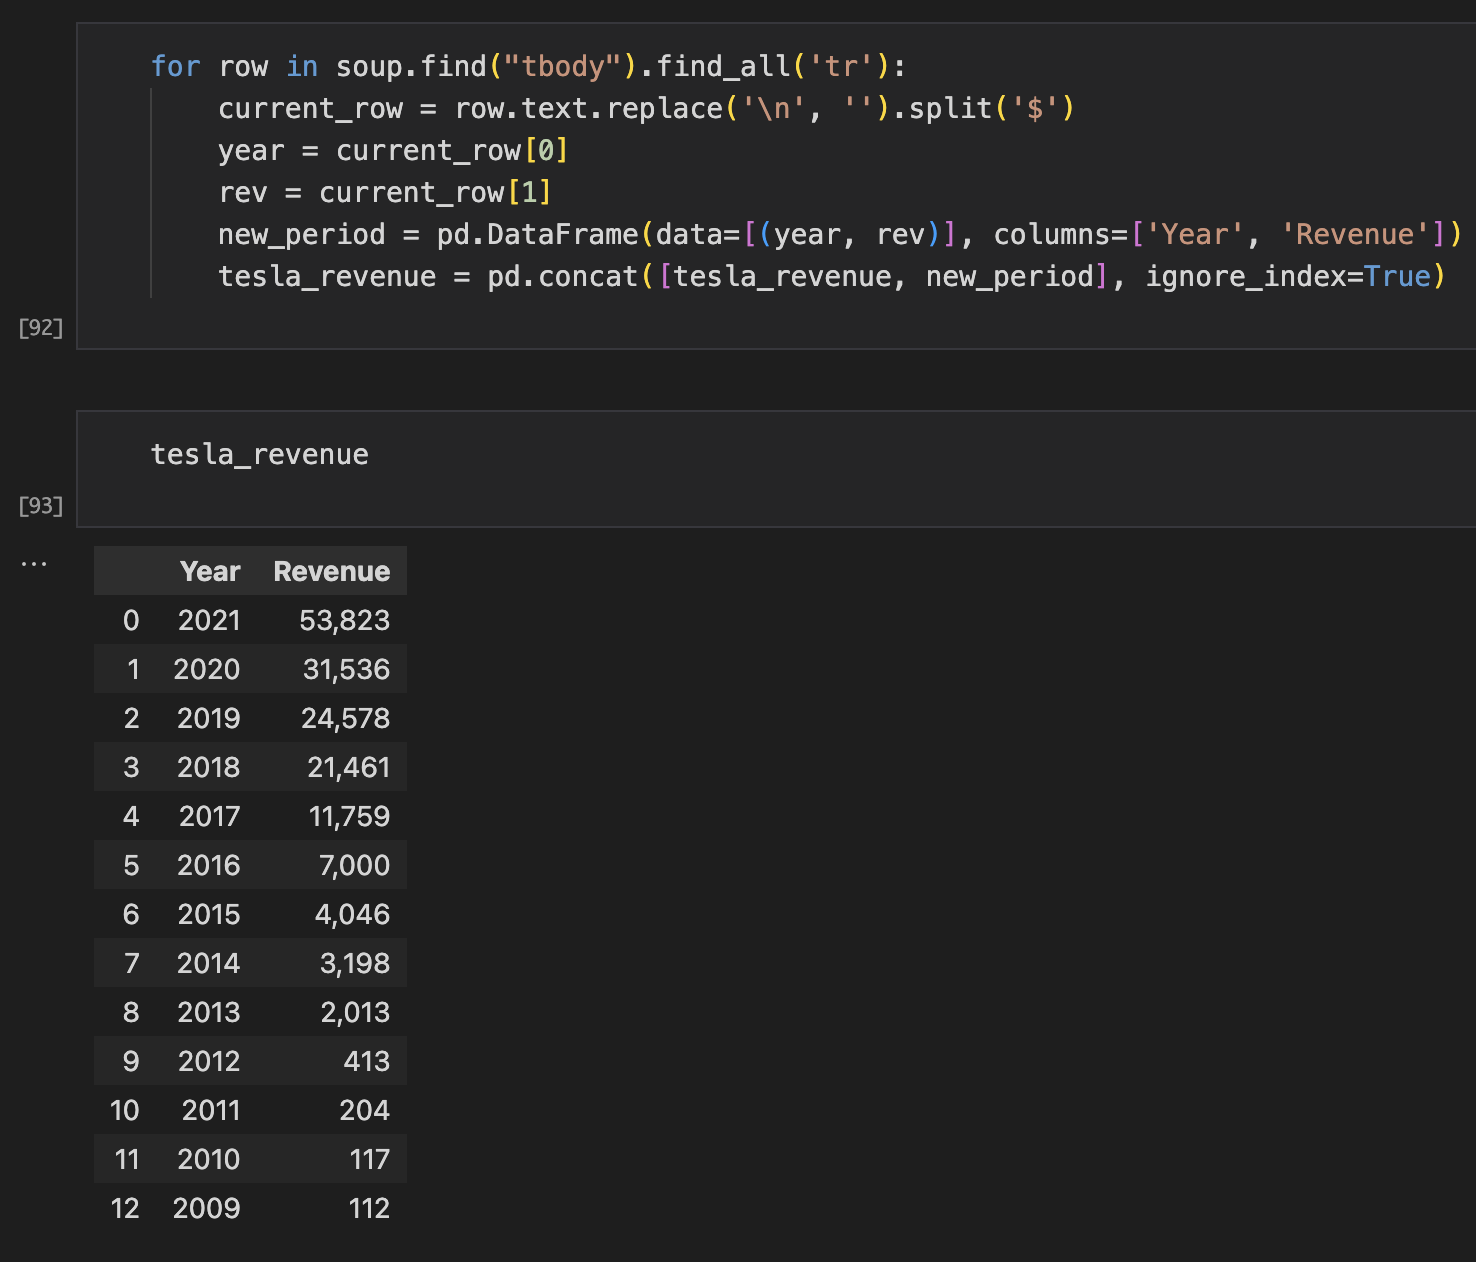 for row in soup.find("tbody").find_all('tr'):
    current_row = row.text.replace('\n', '').split('$')
    year = current_row[0]
    rev = current_row[1]
    new_period = pd.DataFrame(data=[(year, rev)], columns=['Year', 'Revenue'])
    tesla_revenue = pd.concat([tesla_revenue, new_period], ignore_index=True)
[92]
tesla_revenue
[93]
...
Year Revenue
0 2021 53,823
1 2020 31,536
2 2019 24,578
3 2018 21,461
4 2017 11,759
5 2016 7,000
6 2015 4,046
7 2014 3,198
8 2013 2,013
9 2012 413
10 2011 204
11 2010 117
12 2009 112